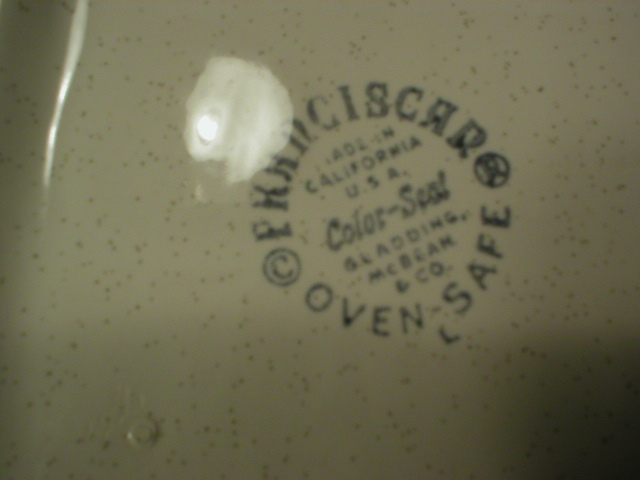 © FRANCISCAN ®
MADE IN
CALIFORNIA
U.S.A.
Color-Seal
GLADDING,
McBEAN
& CO.
OVEN-SAFE